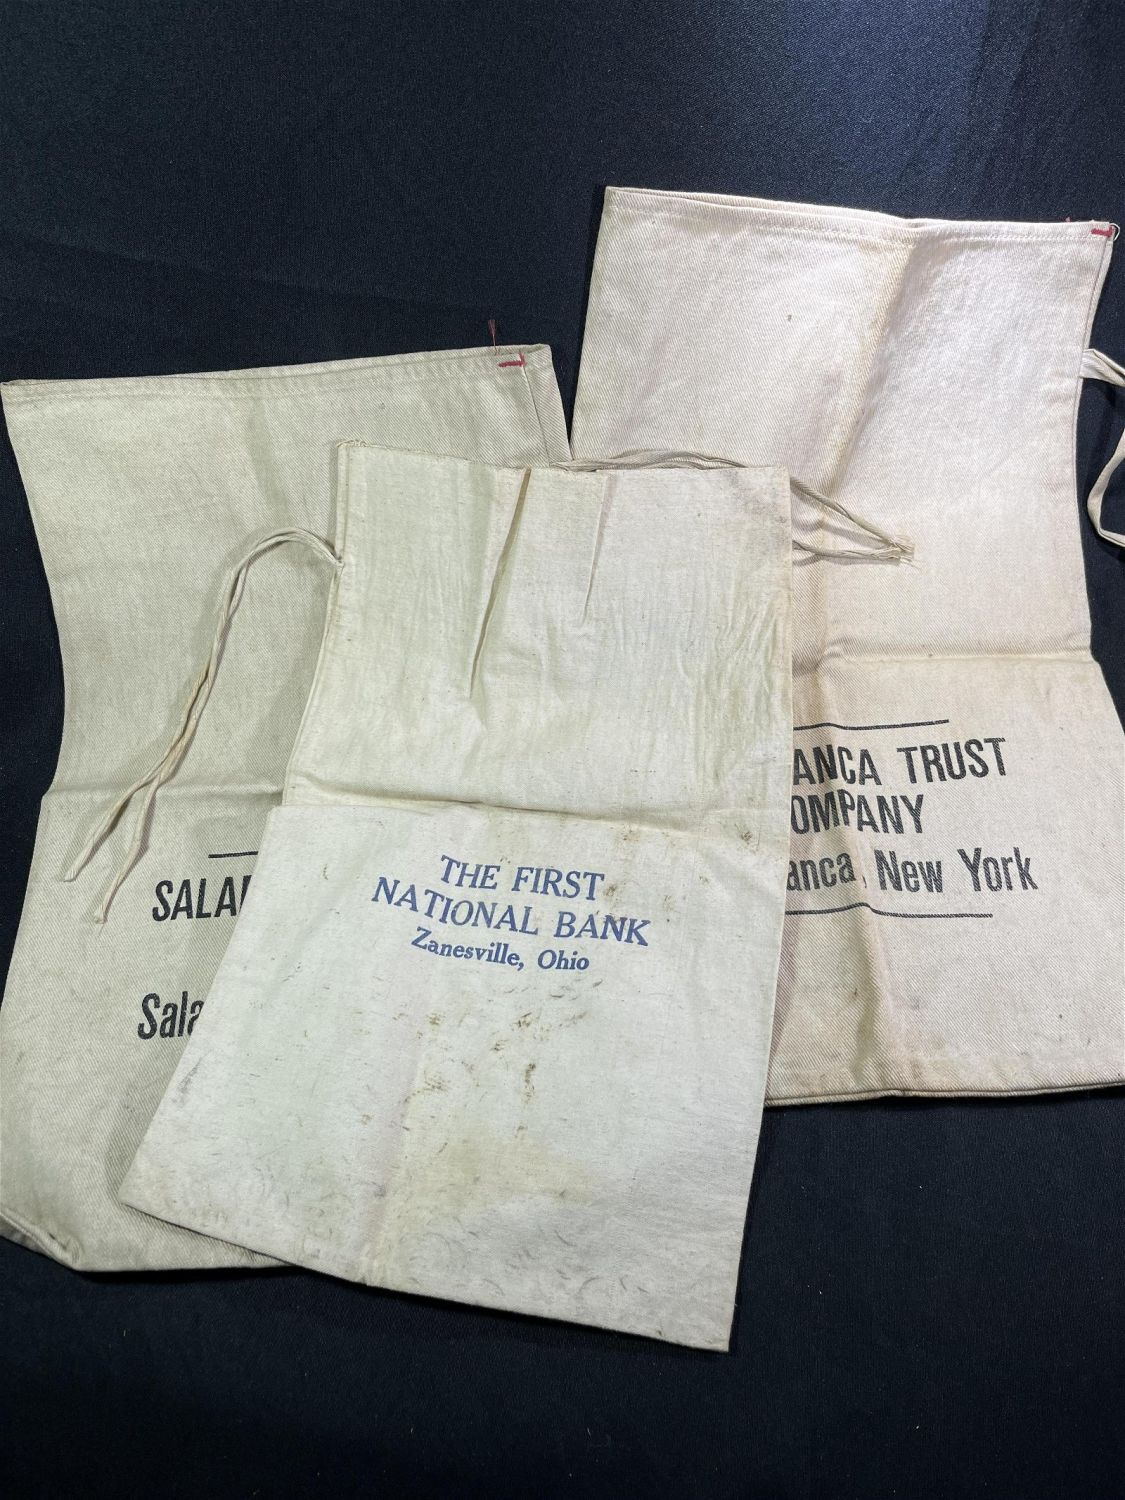 SALA
Sala
THE FIRST
NATIONAL BANK
Zanesville, Ohio
ANCA TRUST
OMPANY
anca, New York